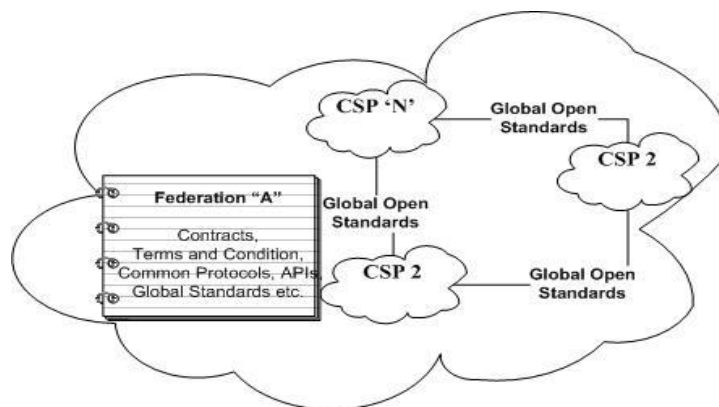 CSP ‘N’
Global Open
Standards
CSP 2
Global Open
Standards
Federation “A”
Contracts,
Terms and Condition,
Common Protocols, APIs,
Global Standards etc.
CSP 2
Global Open
Standards